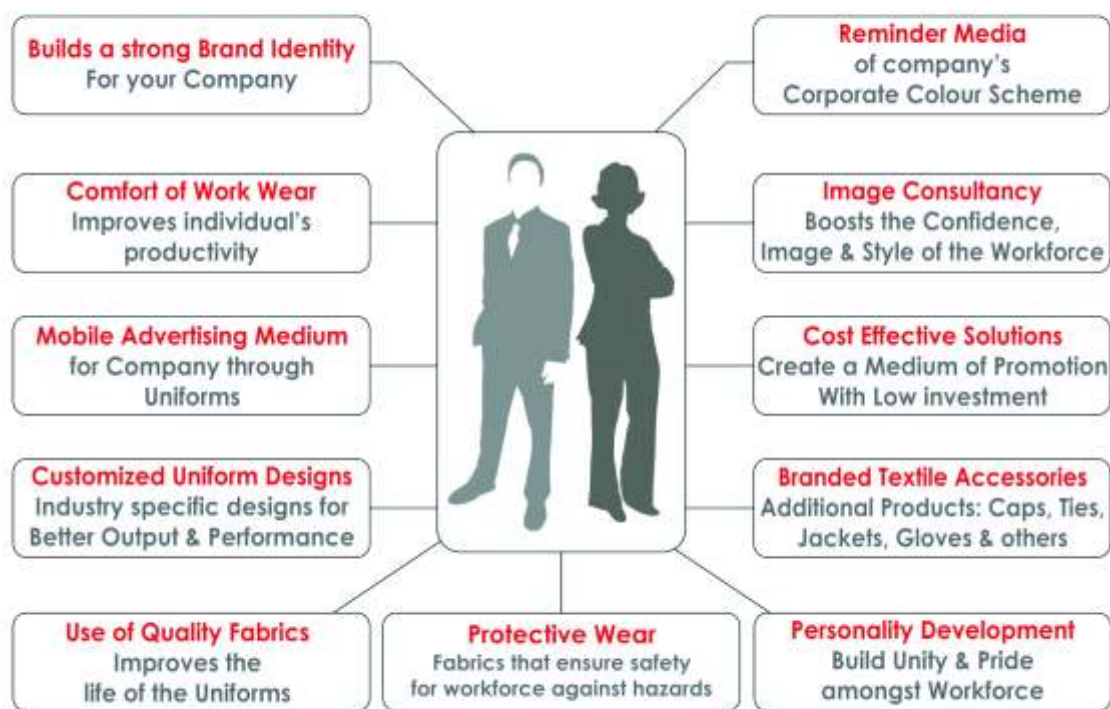 Builds a strong Brand Identity
For your Company
Reminder Media
of company's
Corporate Colour Scheme
Comfort of Work Wear
Improves individual's
productivity
Image Consultancy
Boosts the Confidence,
Image & Style of the Workforce
Mobile Advertising Medium
for Company through
Uniforms
Cost Effective Solutions
Create a Medium of Promotion
With Low investment
Customized Uniform Designs
Industry specific designs for
Better Output & Performance
Branded Textile Accessories
Additional Products: Caps, Ties,
Jackets, Gloves & others
Use of Quality Fabrics
Improves the
life of the Uniforms
Protective Wear
Fabrics that ensure safety
for workforce against hazards
Personality Development
Build Unity & Pride
amongst Workforce